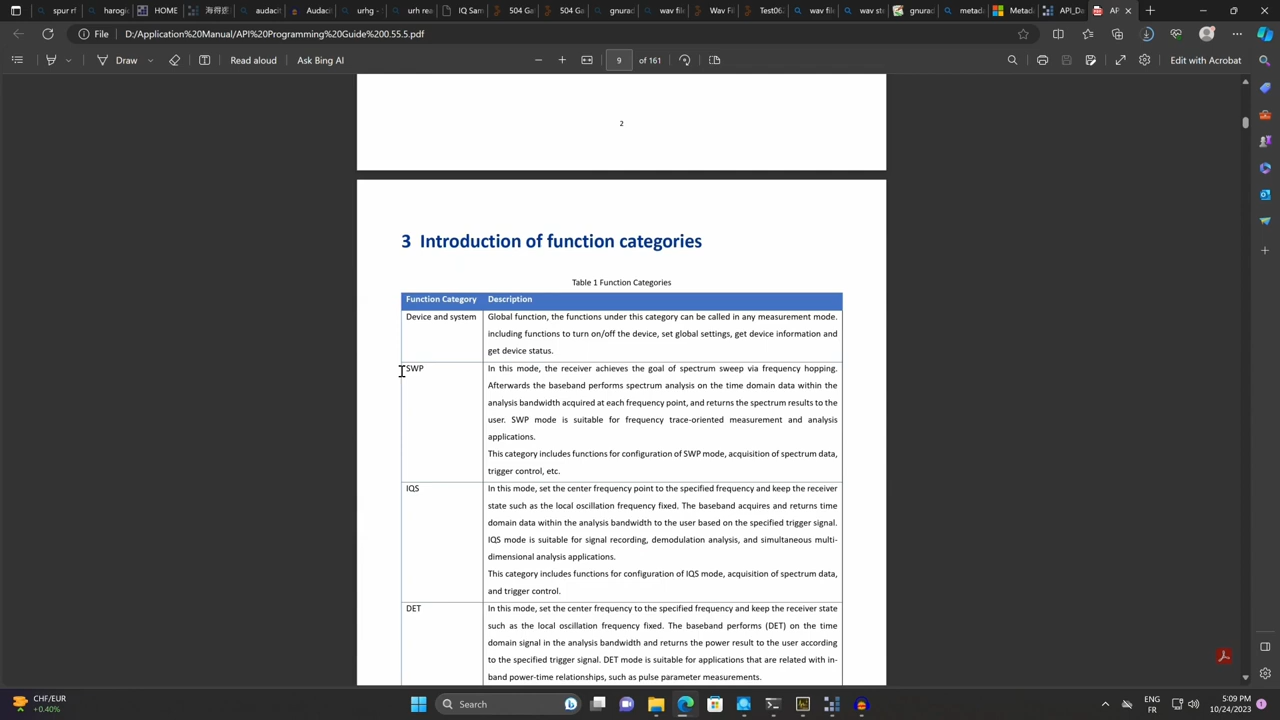 spur rf
harog
HOME
海得嵌
audacit
Audac
urhg -
urh rea
IQ Sam
504 Ga
504 Ga
gnurad
wav file
Wav F
Test06
wav
wav st
gnurad
metad
Metad
API_D
AF
File
D:/Application Manual/API Programming Guide%200.55.5.pdf
Draw
Read aloud
Ask Bing AI
9
of 161
Edit with Acrobat
2
3 Introduction of function categories
Table 1 Function Categories
Function Category
Description
Device and system
Global function, the functions under this category can be called in any measurement mode.
including functions to turn on/off the device, set global settings, get device information and
get device status.
SWP
In this mode, the receiver achieves the goal of spectrum sweep via frequency hopping.
Afterwards the baseband performs spectrum analysis on the time domain data within the
analysis bandwidth acquired at each frequency point, and returns the spectrum results to the
user. SWP mode is suitable for frequency trace-oriented measurement and analysis
applications.
This category includes functions for configuration of SWP mode, acquisition of spectrum data,
trigger control, etc.
IQS
In this mode, set the center frequency point to the specified frequency and keep the receiver
state such as the local oscillation frequency fixed. The baseband acquires and returns time
domain data within the analysis bandwidth to the user based on the specified trigger signal.
IQS mode is suitable for signal recording, demodulation analysis, and simultaneous multi-
dimensional analysis applications.
This category includes functions for configuration of IQS mode, acquisition of spectrum data,
and trigger control.
DET
In this mode, set the center frequency to the specified frequency and keep the receiver state
such as the local oscillation frequency fixed. The baseband performs (DET) on the time
domain signal in the analysis bandwidth and returns the power result to the user according
to the specified trigger signal. DET mode is suitable for applications that are related with in-
band power-time relationships, such as pulse parameter measurements.
CHF/EUR
+0.40%
Search
ENG
FR
5:09 PM
10/24/2023